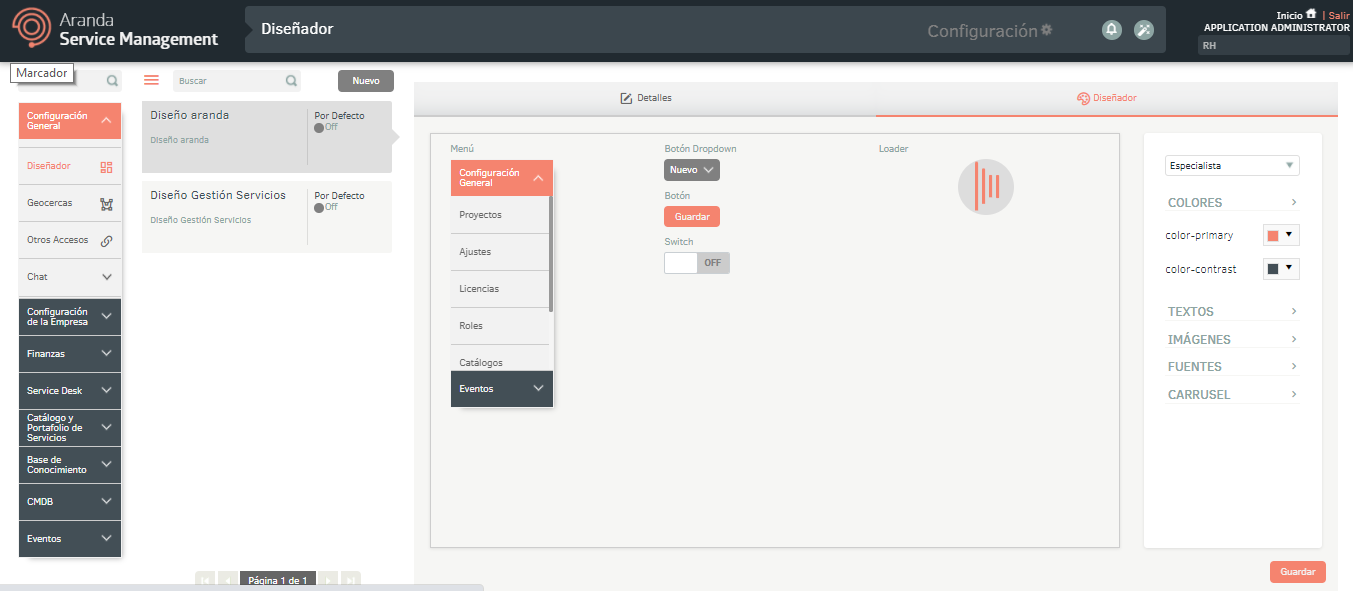 Aranda
Service Management
Diseñador
Configuración
Inicio | Salir
APPLICATION ADMINISTRATOR
RH
Marcador
Buscar
Nuevo
Configuración
General
Diseñador
Geocercas
Otros Accesos
Chat
Configuración
de la Empresa
Finanzas
Service Desk
Catálogo y
Portafolio de
Servicios
Base de
Conocimiento
CMDB
Eventos
Diseño aranda
Diseño aranda
Por Defecto
Off
Diseño Gestión Servicios
Diseño Gestión Servicios
Por Defecto
Off
Página 1 de 1
Detalles
Diseñador
Menú
Configuración
General
Proyectos
Ajustes
Licencias
Roles
Catálogos
Eventos
Botón Dropdown
Nuevo
Botón
Guardar
Switch
OFF
Loader
Especialista
COLORES
color-primary
color-contrast
TEXTOS
IMÁGENES
FUENTES
CARRUSEL
Guardar